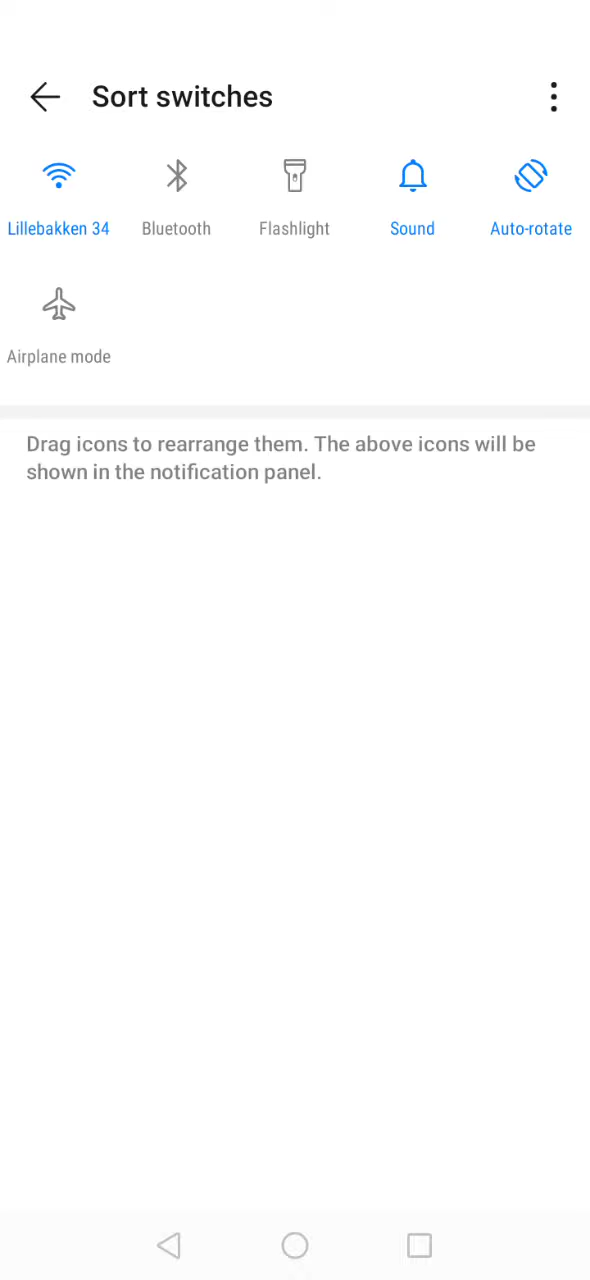 Sort switches
Lillebakken 34 Bluetooth Flashlight Sound Auto-rotate
Airplane mode
Drag icons to rearrange them. The above icons will be
shown in the notification panel.